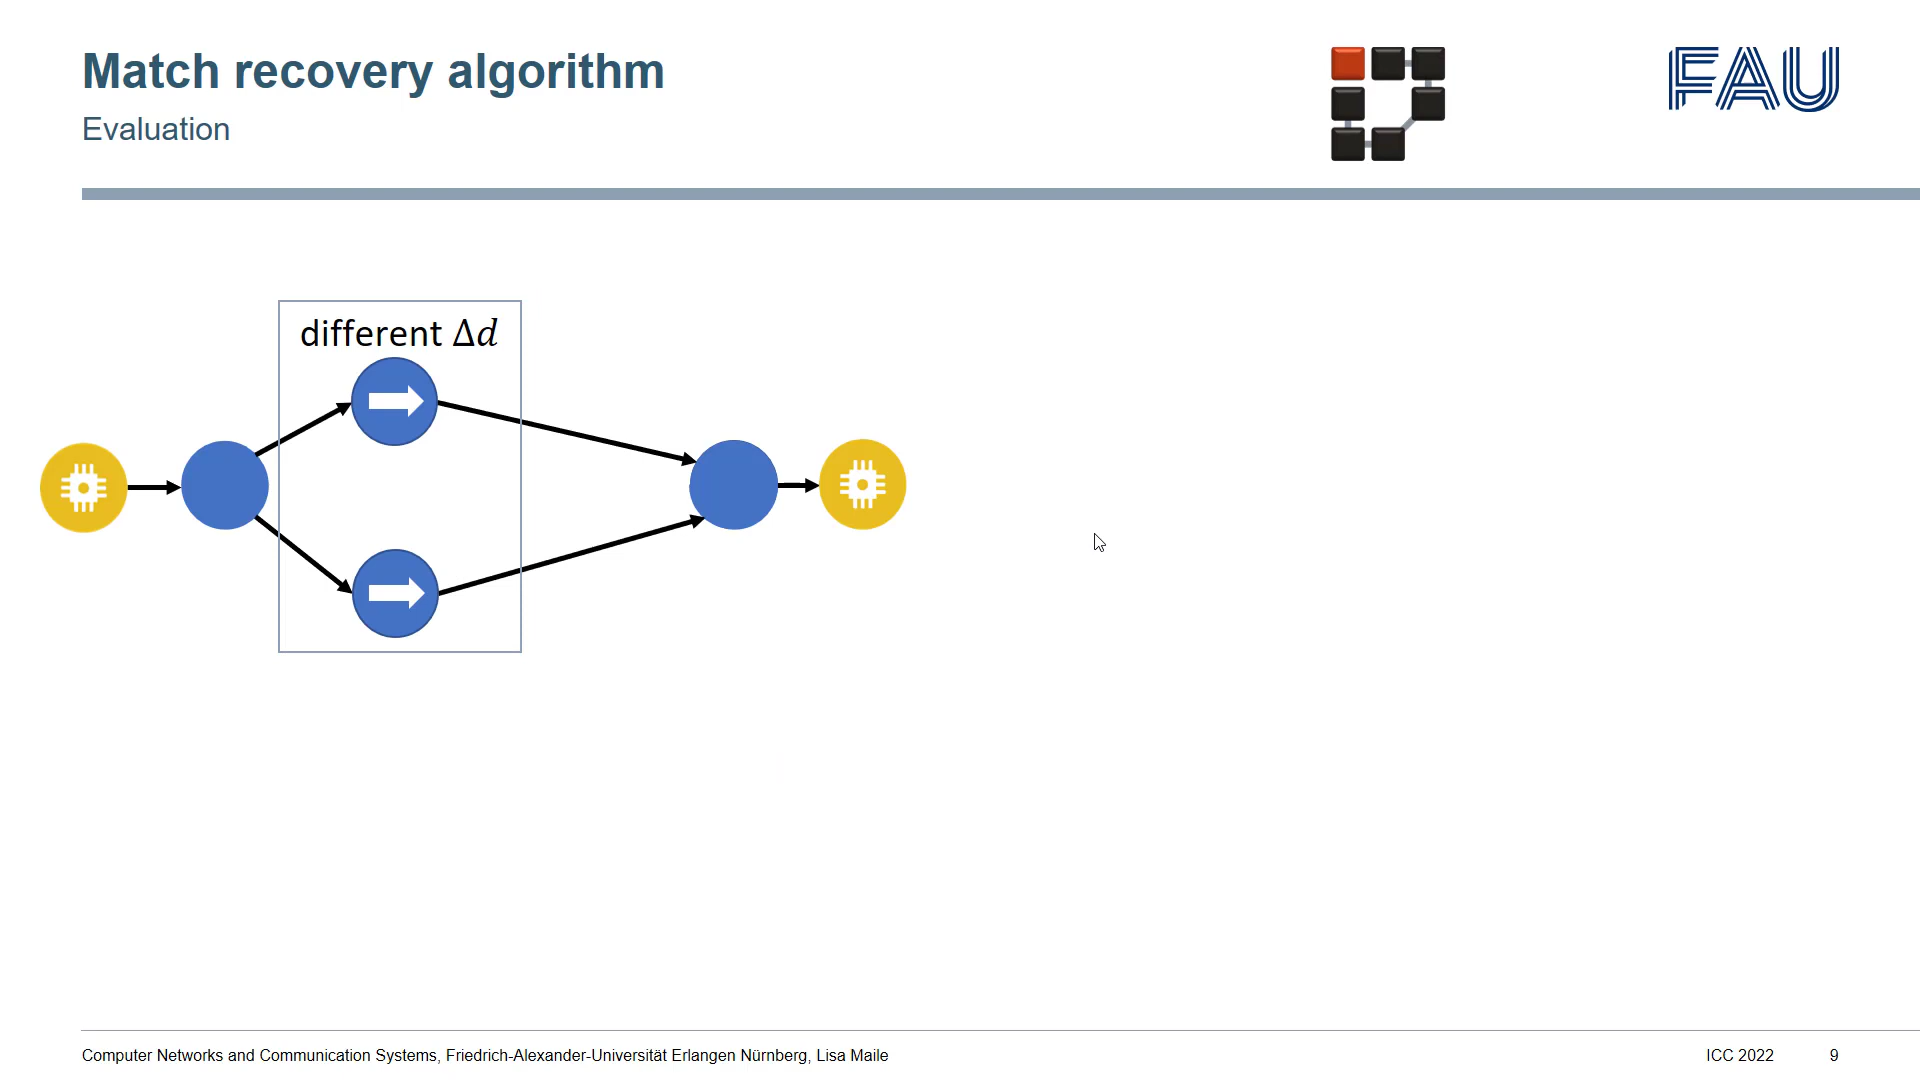 Match recovery algorithm
Evaluation
FAU
different Δd
Computer Networks and Communication Systems, Friedrich-Alexander-Universität Erlangen Nürnberg, Lisa Maile
ICC 2022
9